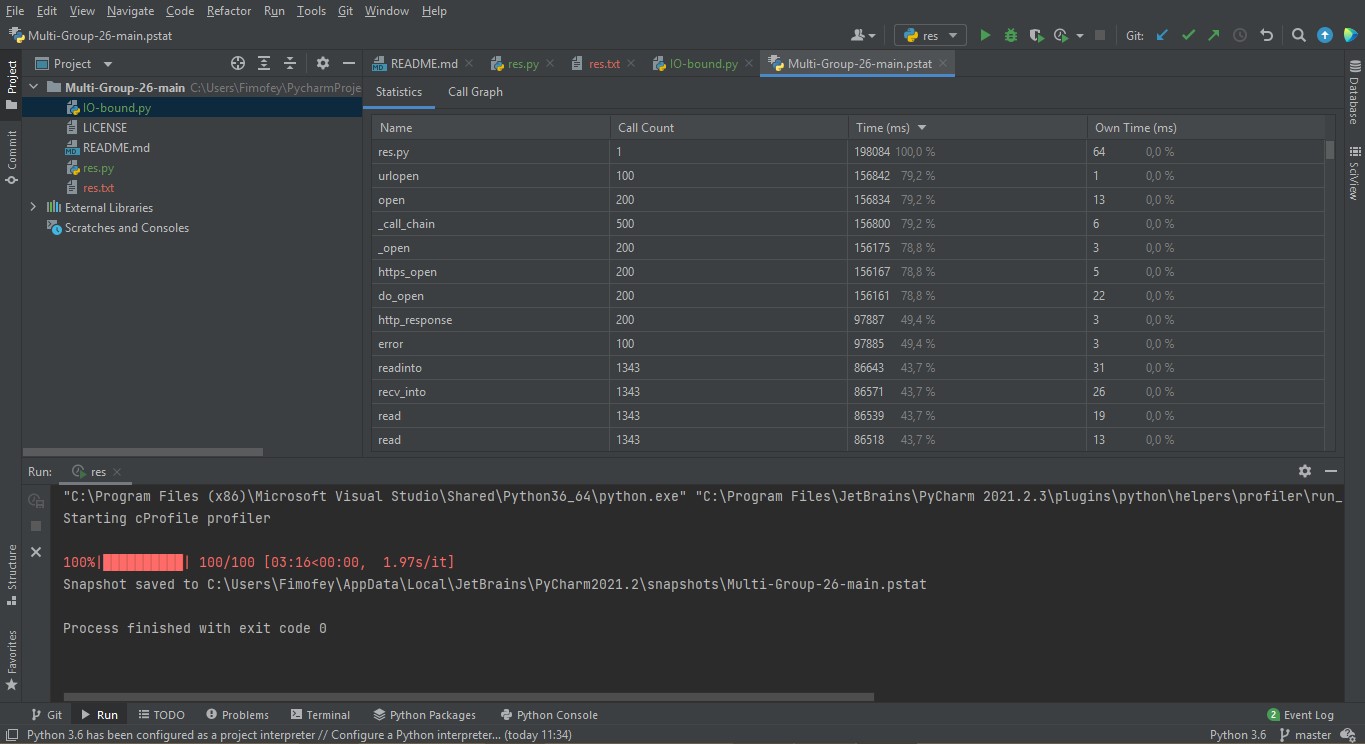 File Edit View Navigate Code Refactor Run Tools Git Window Help
Multi-Group-26-main.pstat
res
Git:
Project
README.md
res.py
res.txt
IO-bound.py
Multi-Group-26-main.pstat
Project
Commit
Structure
Favorites
Multi-Group-26-main C:\Users\Fimofey\PycharmProje
IO-bound.py
LICENSE
README.md
res.py
res.txt
External Libraries
Scratches and Consoles
Statistics Call Graph
Name Call Count Time (ms) Own Time (ms)
res.py 1 198084 100,0 % 64 0,0 %
urlopen 100 156842 79,2 % 1 0,0 %
open 200 156834 79,2 % 13 0,0 %
_call_chain 500 156800 79,2 % 6 0,0 %
_open 200 156175 78,8 % 3 0,0 %
https_open 200 156167 78,8 % 5 0,0 %
do_open 200 156161 78,8 % 22 0,0 %
http_response 200 97887 49,4 % 3 0,0 %
error 100 97885 49,4 % 3 0,0 %
readinto 1343 86643 43,7 % 31 0,0 %
recv_into 1343 86571 43,7 % 26 0,0 %
read 1343 86539 43,7 % 19 0,0 %
read 1343 86518 43,7 % 13 0,0 %
Database
SciView
Run: res
"C:\Program Files (x86)\Microsoft Visual Studio\Shared\Python36_64\python.exe" "C:\Program Files\JetBrains\PyCharm 2021.2.3\plugins\python\helpers\profiler\run_
Starting cProfile profiler
100%|██████████| 100/100 [03:16<00:00,  1.97s/it]
Snapshot saved to C:\Users\Fimofey\AppData\Local\JetBrains\PyCharm2021.2\snapshots\Multi-Group-26-main.pstat
Process finished with exit code 0
Git Run TODO Problems Terminal Python Packages Python Console 2 Event Log
Python 3.6 has been configured as a project interpreter // Configure a Python interpreter... (today 11:34) Python 3.6 master